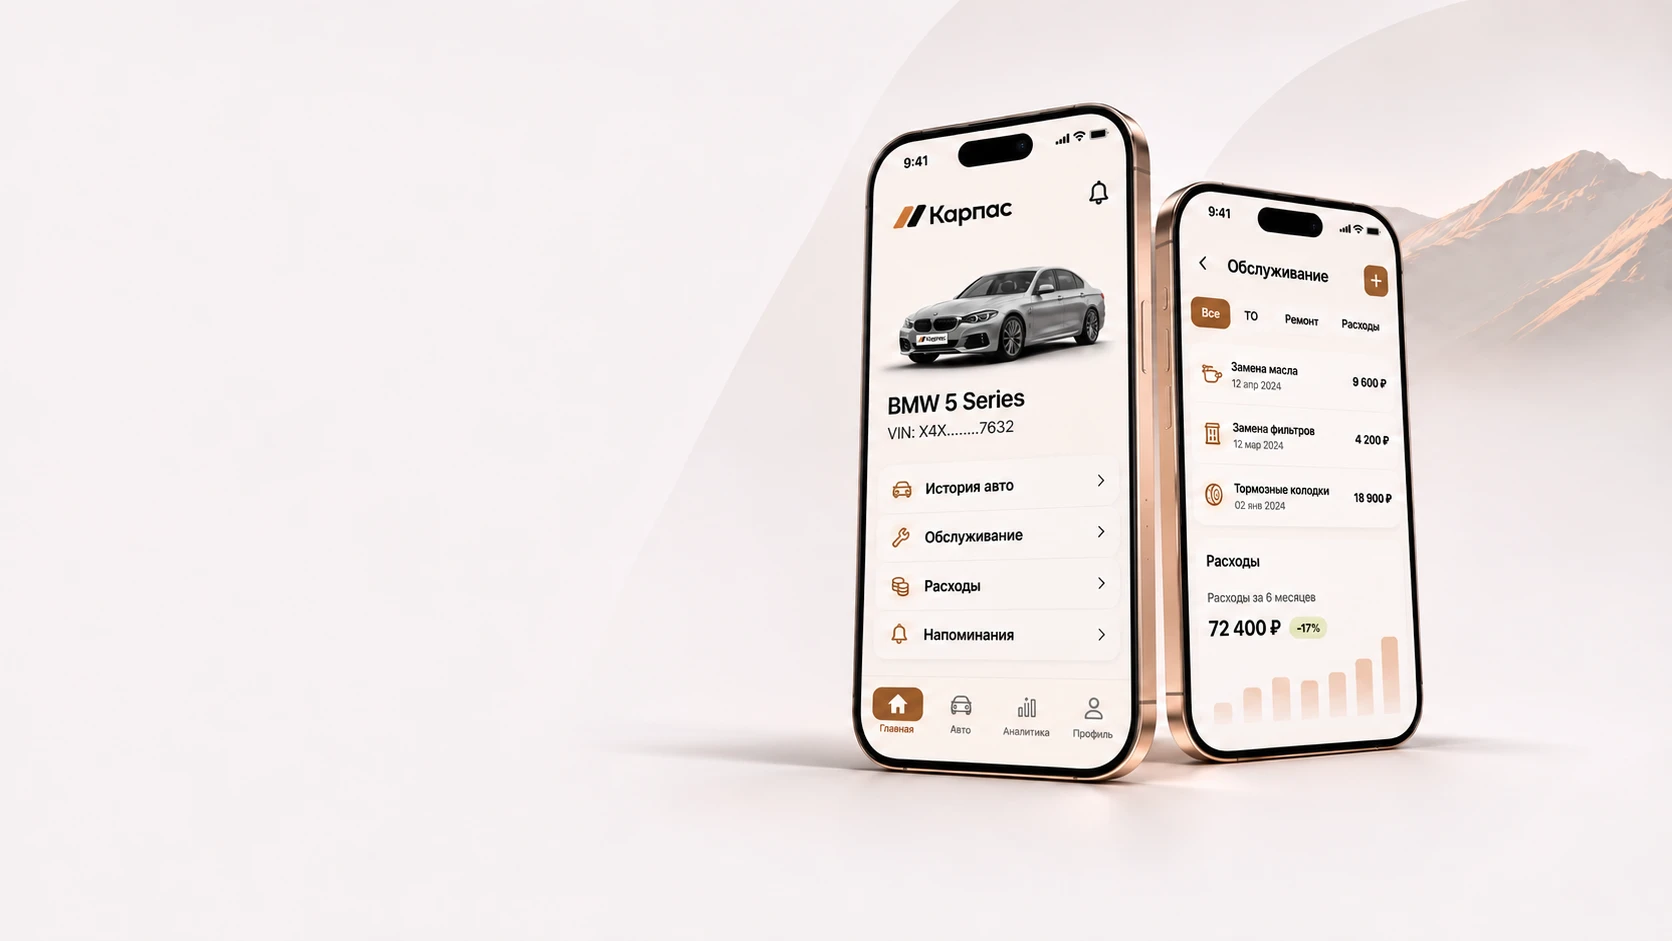 9:41
Карпас
BMW 5 Series
VIN: X4X........7632
История авто
Обслуживание
Расходы
Напоминания
Главная
Авто
Аналитика
Профиль
9:41
Обслуживание
+
Все ТО Ремонт Расходы
Замена масла
12 апр 2024
9 600 ₽
Замена фильтров
12 мар 2024
4 200 ₽
Тормозные колодки
02 янв 2024
18 900 ₽
Расходы
Расходы за 6 месяцев
72 400 ₽ -17%